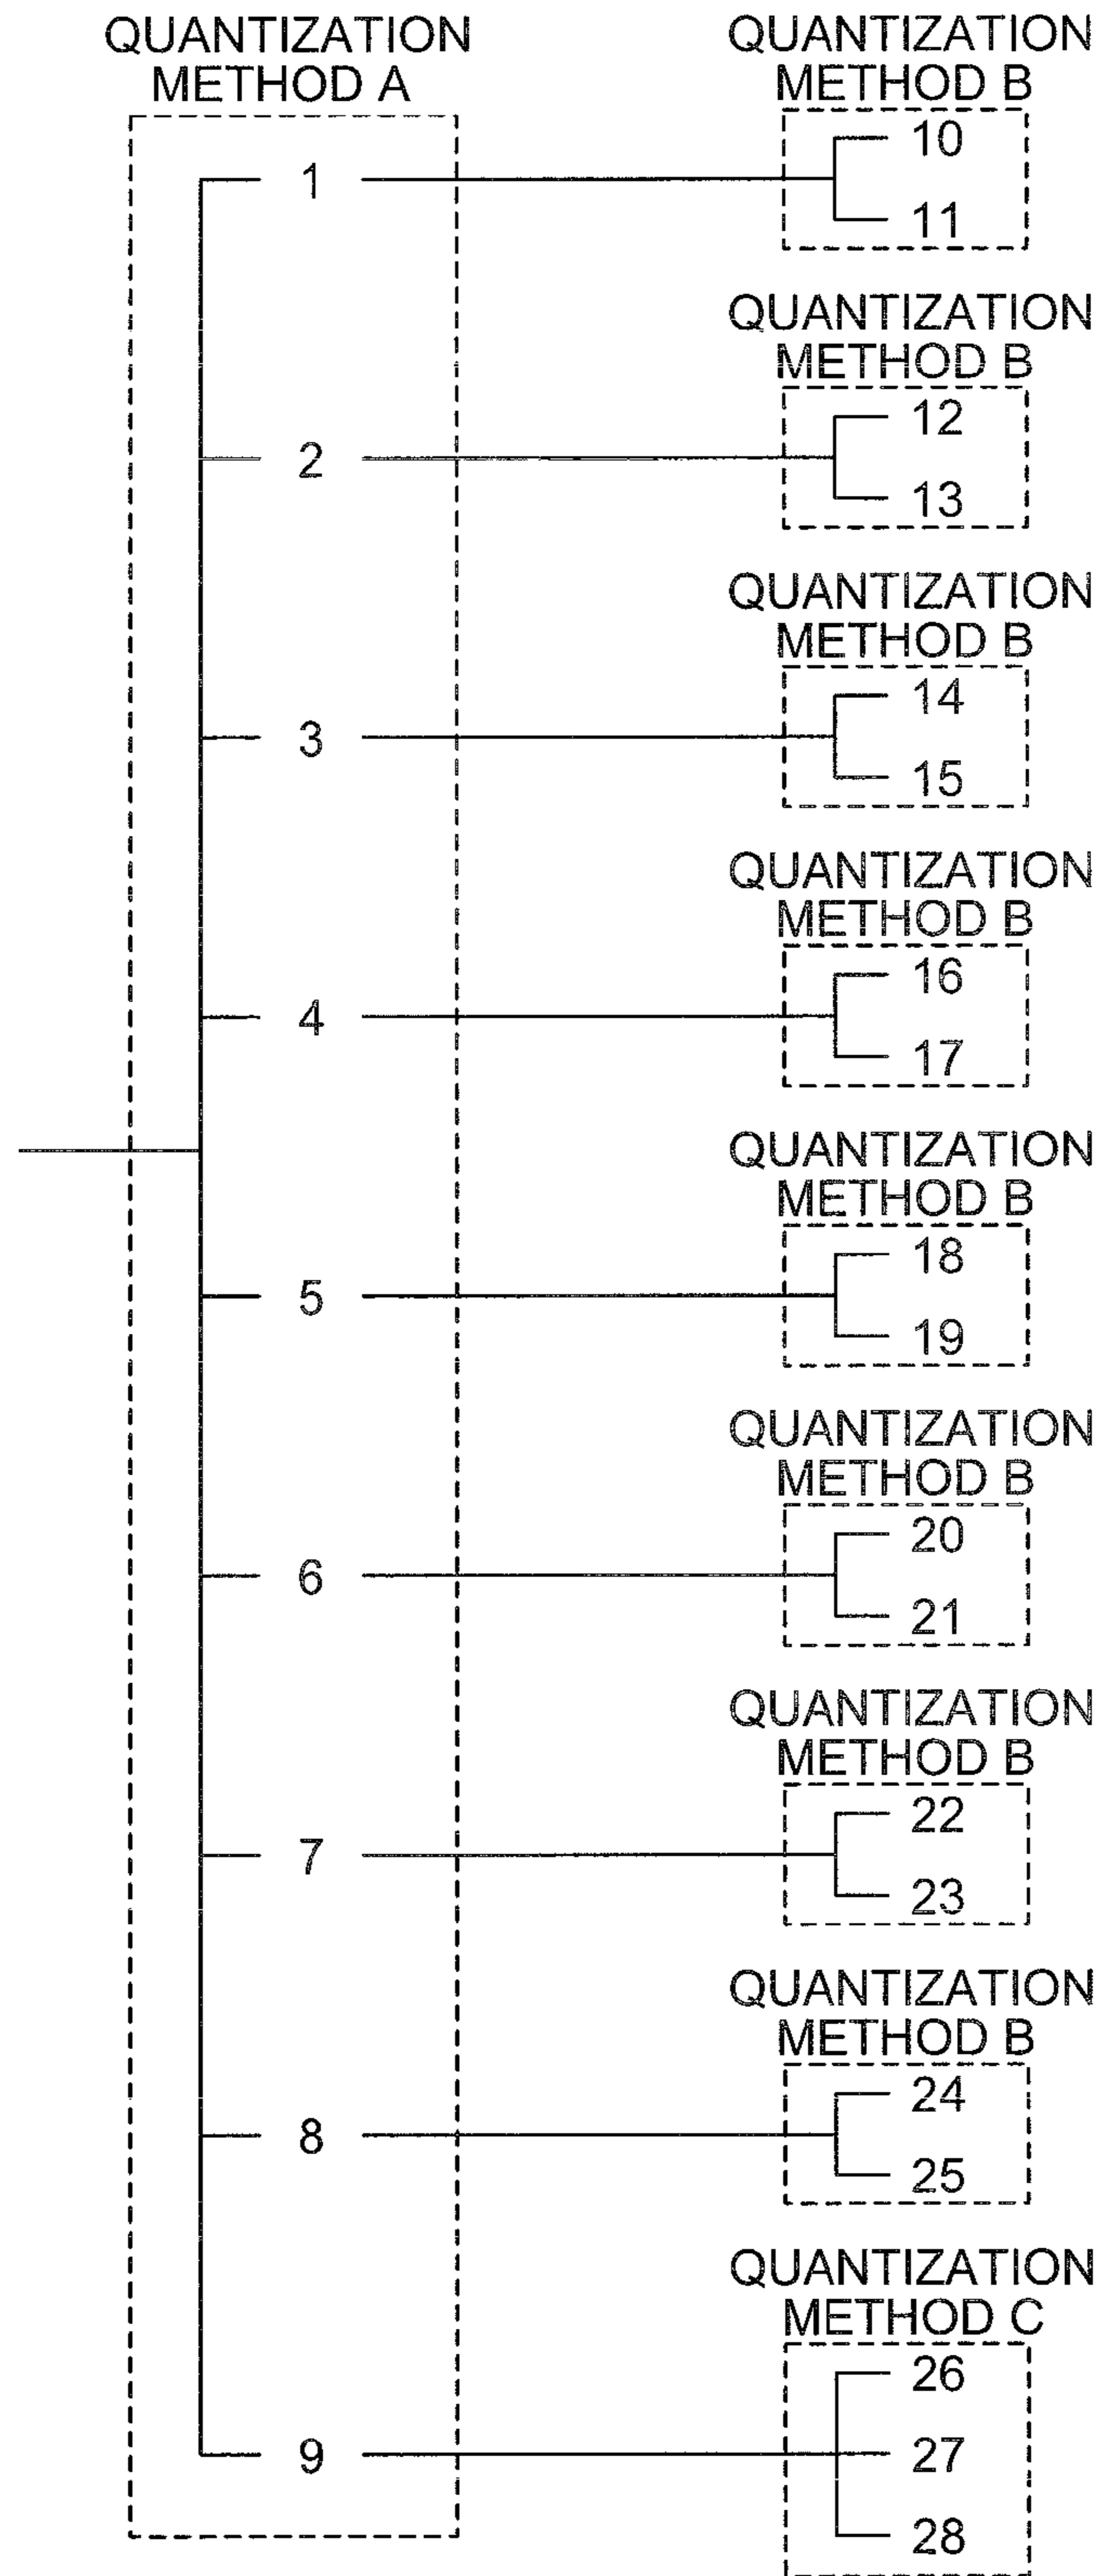 QUANTIZATION
METHOD A
QUANTIZATION
METHOD B
1
10
11
QUANTIZATION
METHOD B
2
12
13
QUANTIZATION
METHOD B
3
14
15
QUANTIZATION
METHOD B
4
16
17
QUANTIZATION
METHOD B
5
18
19
QUANTIZATION
METHOD B
6
20
21
QUANTIZATION
METHOD B
7
22
23
QUANTIZATION
METHOD B
8
24
25
QUANTIZATION
METHOD C
9
26
27
28